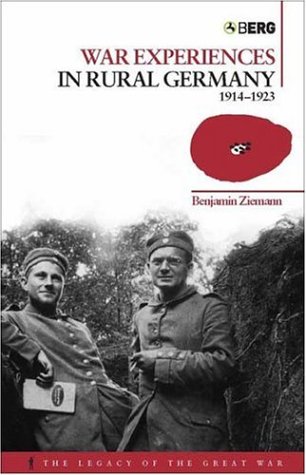 BERG
WAR EXPERIENCES
IN RURAL GERMANY
1914–1923
Benjamin Ziemann
THE LEGACY OF THE GREAT WAR